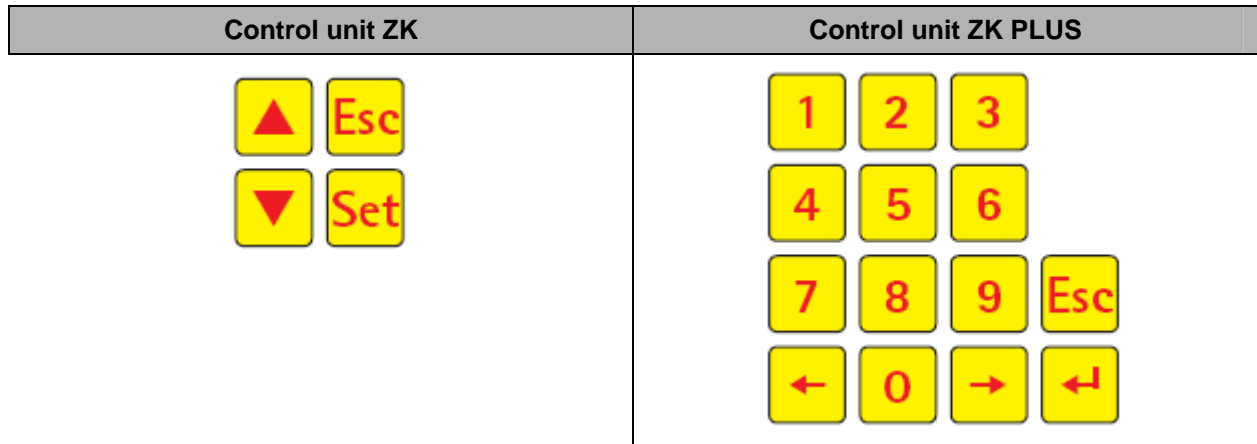 Control unit ZK
Control unit ZK PLUS
▲ Esc
▼ Set
1 2 3
4 5 6
7 8 9 Esc
← 0 → ↵